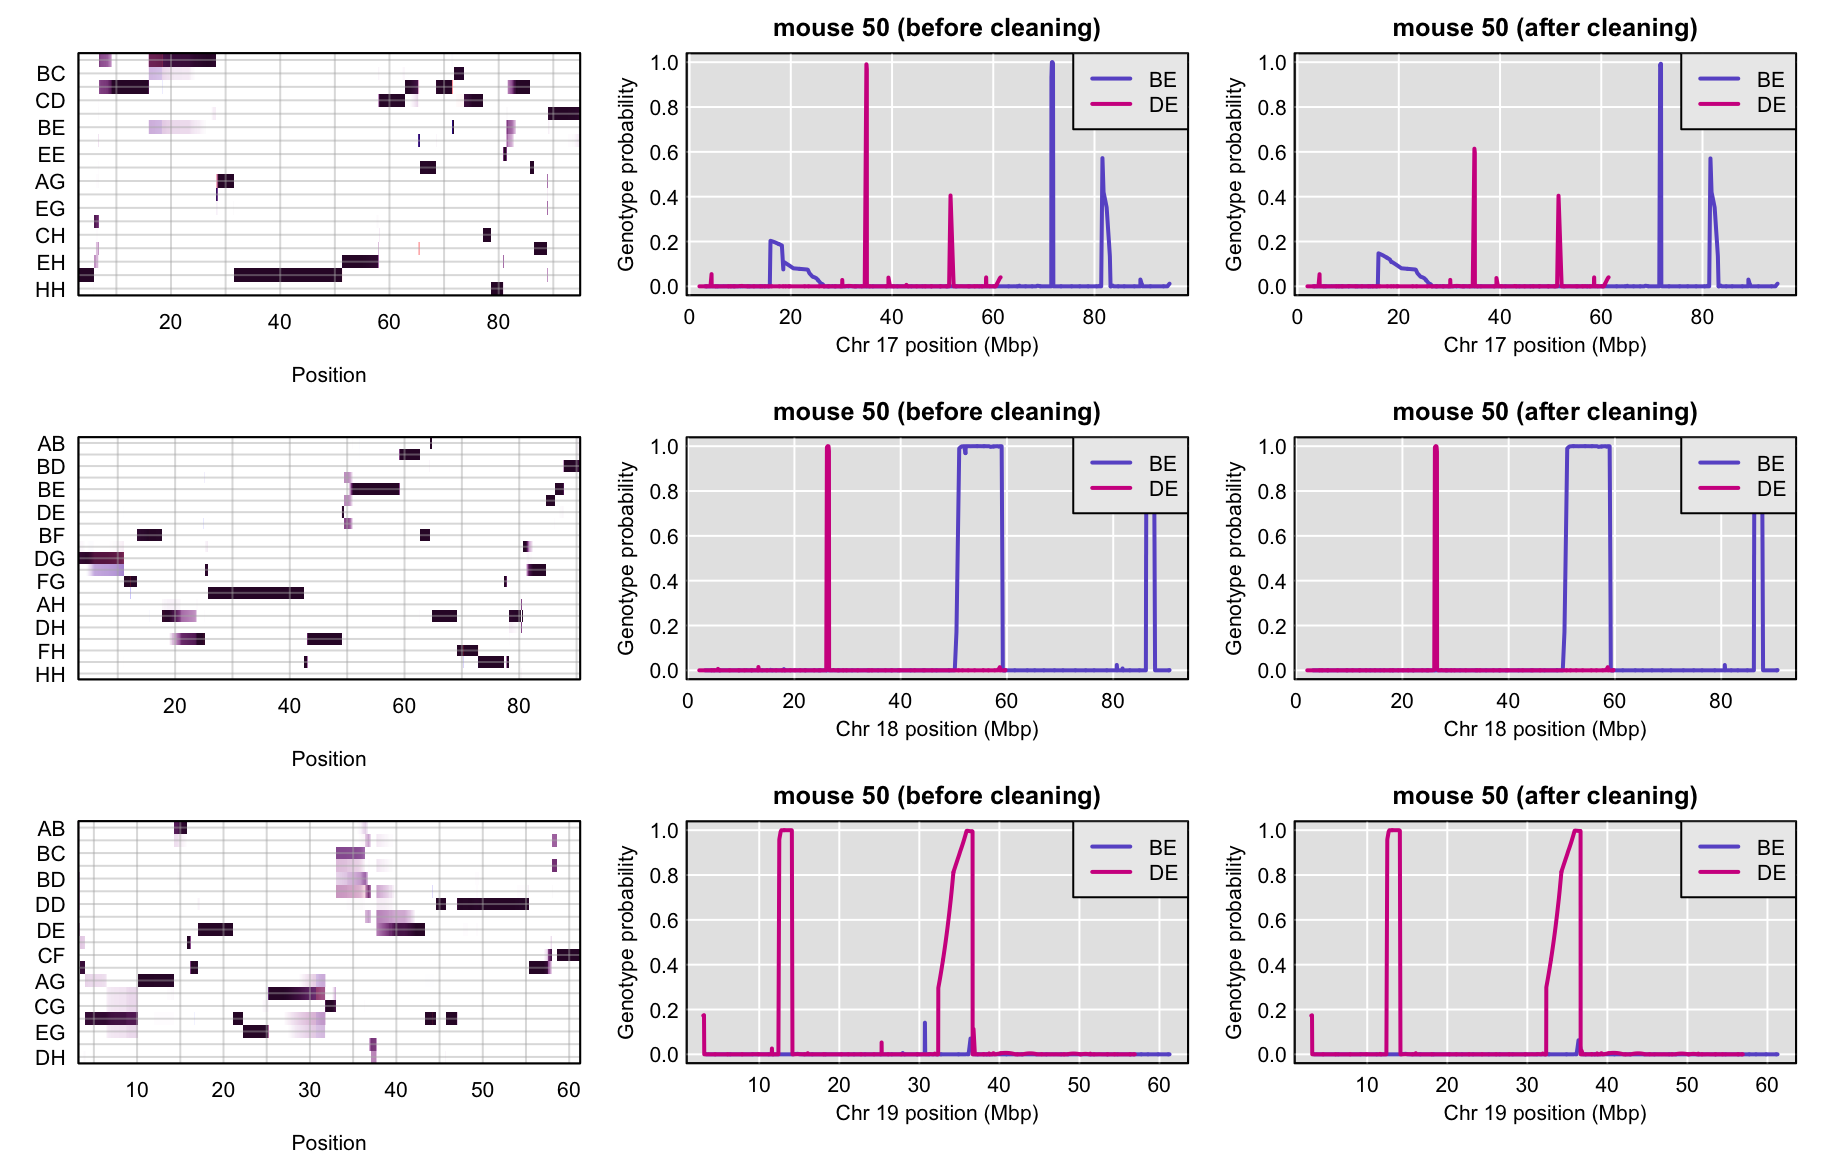 BC
CD
BE
EE
AG
EG
CH
EH
HH
20 40 60 80
Position
mouse 50 (before cleaning)
Genotype probability
1.0
0.8
0.6
0.4
0.2
0.0
BE
DE
0 20 40 60 80
Chr 17 position (Mbp)
mouse 50 (after cleaning)
Genotype probability
1.0
0.8
0.6
0.4
0.2
0.0
BE
DE
0 20 40 60 80
Chr 17 position (Mbp)
AB
BD
BE
DE
BF
DG
FG
AH
DH
FH
HH
20 40 60 80
Position
mouse 50 (before cleaning)
Genotype probability
1.0
0.8
0.6
0.4
0.2
0.0
BE
DE
0 20 40 60 80
Chr 18 position (Mbp)
mouse 50 (after cleaning)
Genotype probability
1.0
0.8
0.6
0.4
0.2
0.0
BE
DE
0 20 40 60 80
Chr 18 position (Mbp)
AB
BC
BD
DD
DE
CF
AG
CG
EG
DH
10 20 30 40 50 60
Position
mouse 50 (before cleaning)
Genotype probability
1.0
0.8
0.6
0.4
0.2
0.0
BE
DE
10 20 30 40 50 60
Chr 19 position (Mbp)
mouse 50 (after cleaning)
Genotype probability
1.0
0.8
0.6
0.4
0.2
0.0
BE
DE
10 20 30 40 50 60
Chr 19 position (Mbp)